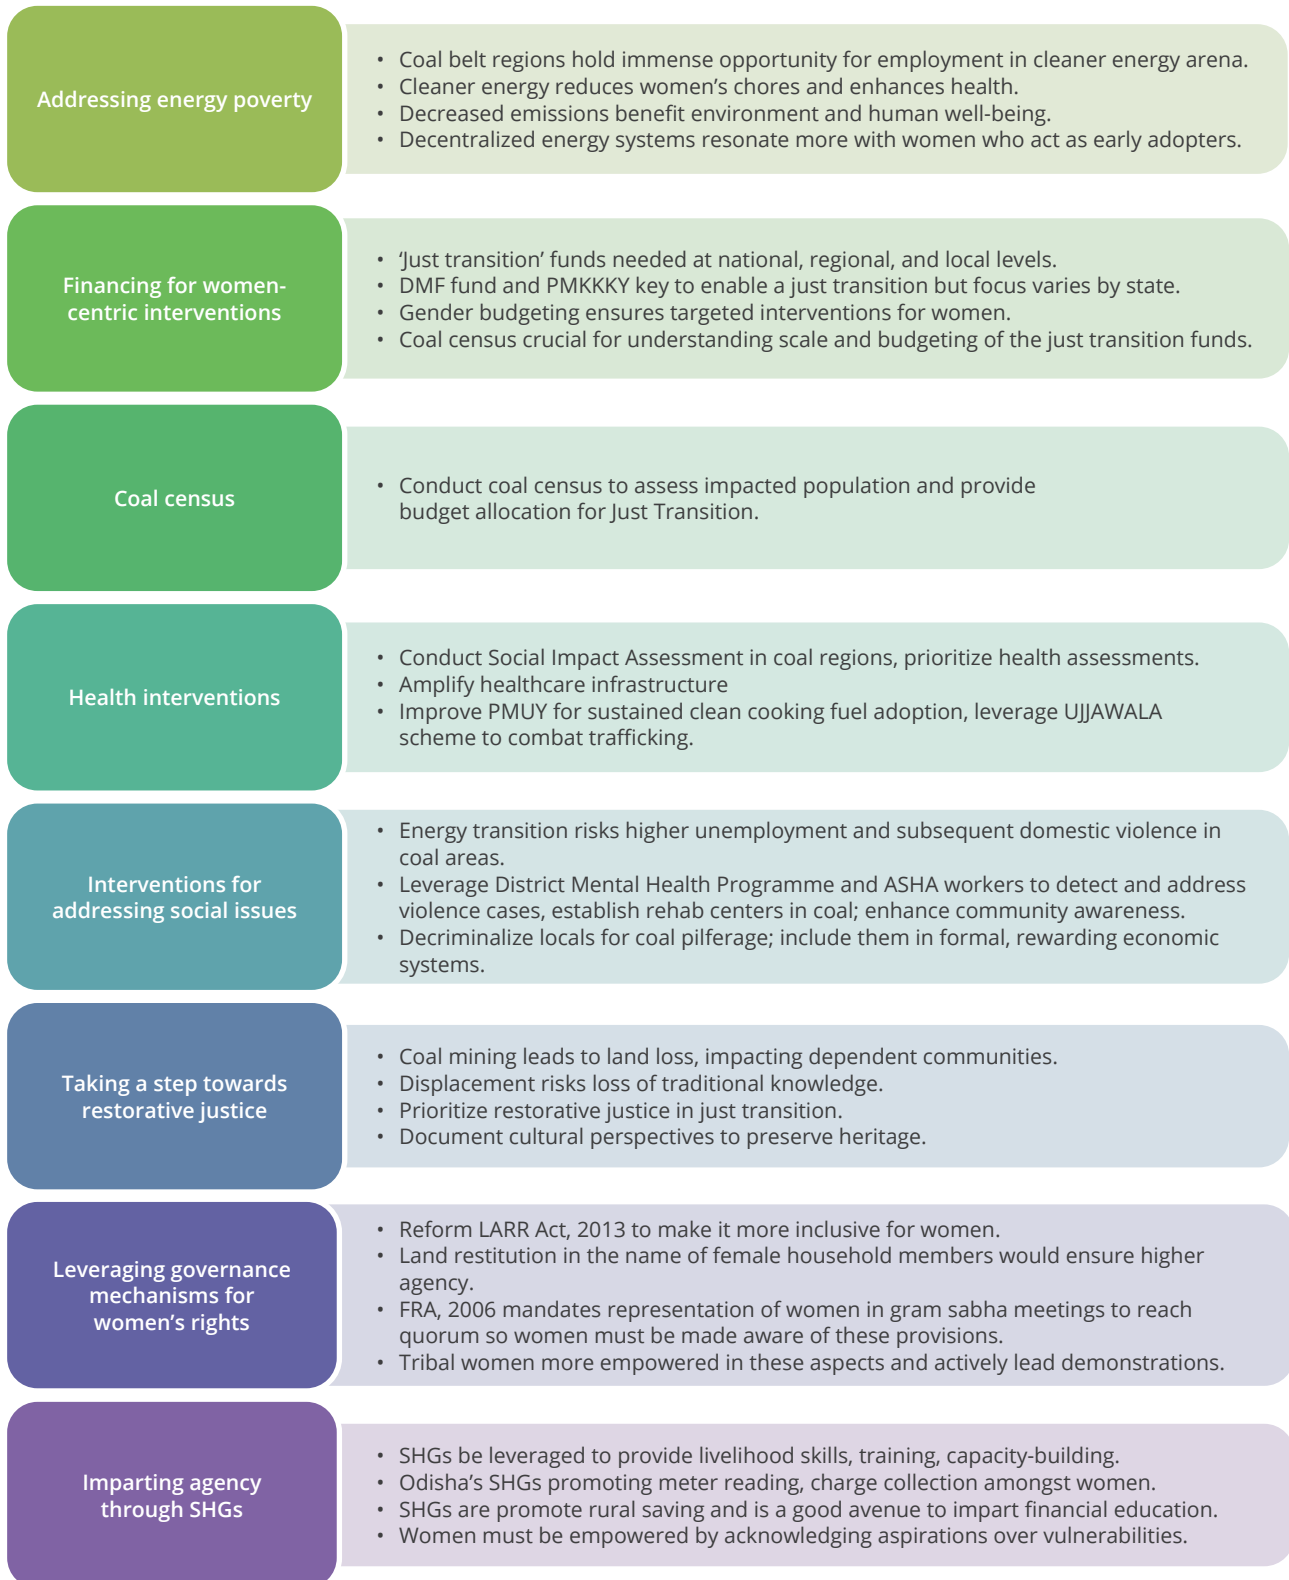 Addressing energy poverty
• Coal belt regions hold immense opportunity for employment in cleaner energy arena.
• Cleaner energy reduces women's chores and enhances health.
• Decreased emissions benefit environment and human well-being.
• Decentralized energy systems resonate more with women who act as early adopters.
Financing for women-
centric interventions
• 'Just transition' funds needed at national, regional, and local levels.
• DMF fund and PMKKKY key to enable a just transition but focus varies by state.
• Gender budgeting ensures targeted interventions for women.
• Coal census crucial for understanding scale and budgeting of the just transition funds.
Coal census
• Conduct coal census to assess impacted population and provide
budget allocation for Just Transition.
Health interventions
• Conduct Social Impact Assessment in coal regions, prioritize health assessments.
• Amplify healthcare infrastructure
• Improve PMUY for sustained clean cooking fuel adoption, leverage UJJAWALA
scheme to combat trafficking.
Interventions for
addressing social issues
• Energy transition risks higher unemployment and subsequent domestic violence in
coal areas.
• Leverage District Mental Health Programme and ASHA workers to detect and address
violence cases, establish rehab centers in coal; enhance community awareness.
• Decriminalize locals for coal pilferage; include them in formal, rewarding economic
systems.
Taking a step towards
restorative justice
• Coal mining leads to land loss, impacting dependent communities.
• Displacement risks loss of traditional knowledge.
• Prioritize restorative justice in just transition.
• Document cultural perspectives to preserve heritage.
Leveraging governance
mechanisms for
women's rights
• Reform LARR Act, 2013 to make it more inclusive for women.
• Land restitution in the name of female household members would ensure higher
agency.
• FRA, 2006 mandates representation of women in gram sabha meetings to reach
quorum so women must be made aware of these provisions.
• Tribal women more empowered in these aspects and actively lead demonstrations.
Imparting agency
through SHGs
• SHGs be leveraged to provide livelihood skills, training, capacity-building.
• Odisha's SHGs promoting meter reading, charge collection amongst women.
• SHGs are promote rural saving and is a good avenue to impart financial education.
• Women must be empowered by acknowledging aspirations over vulnerabilities.